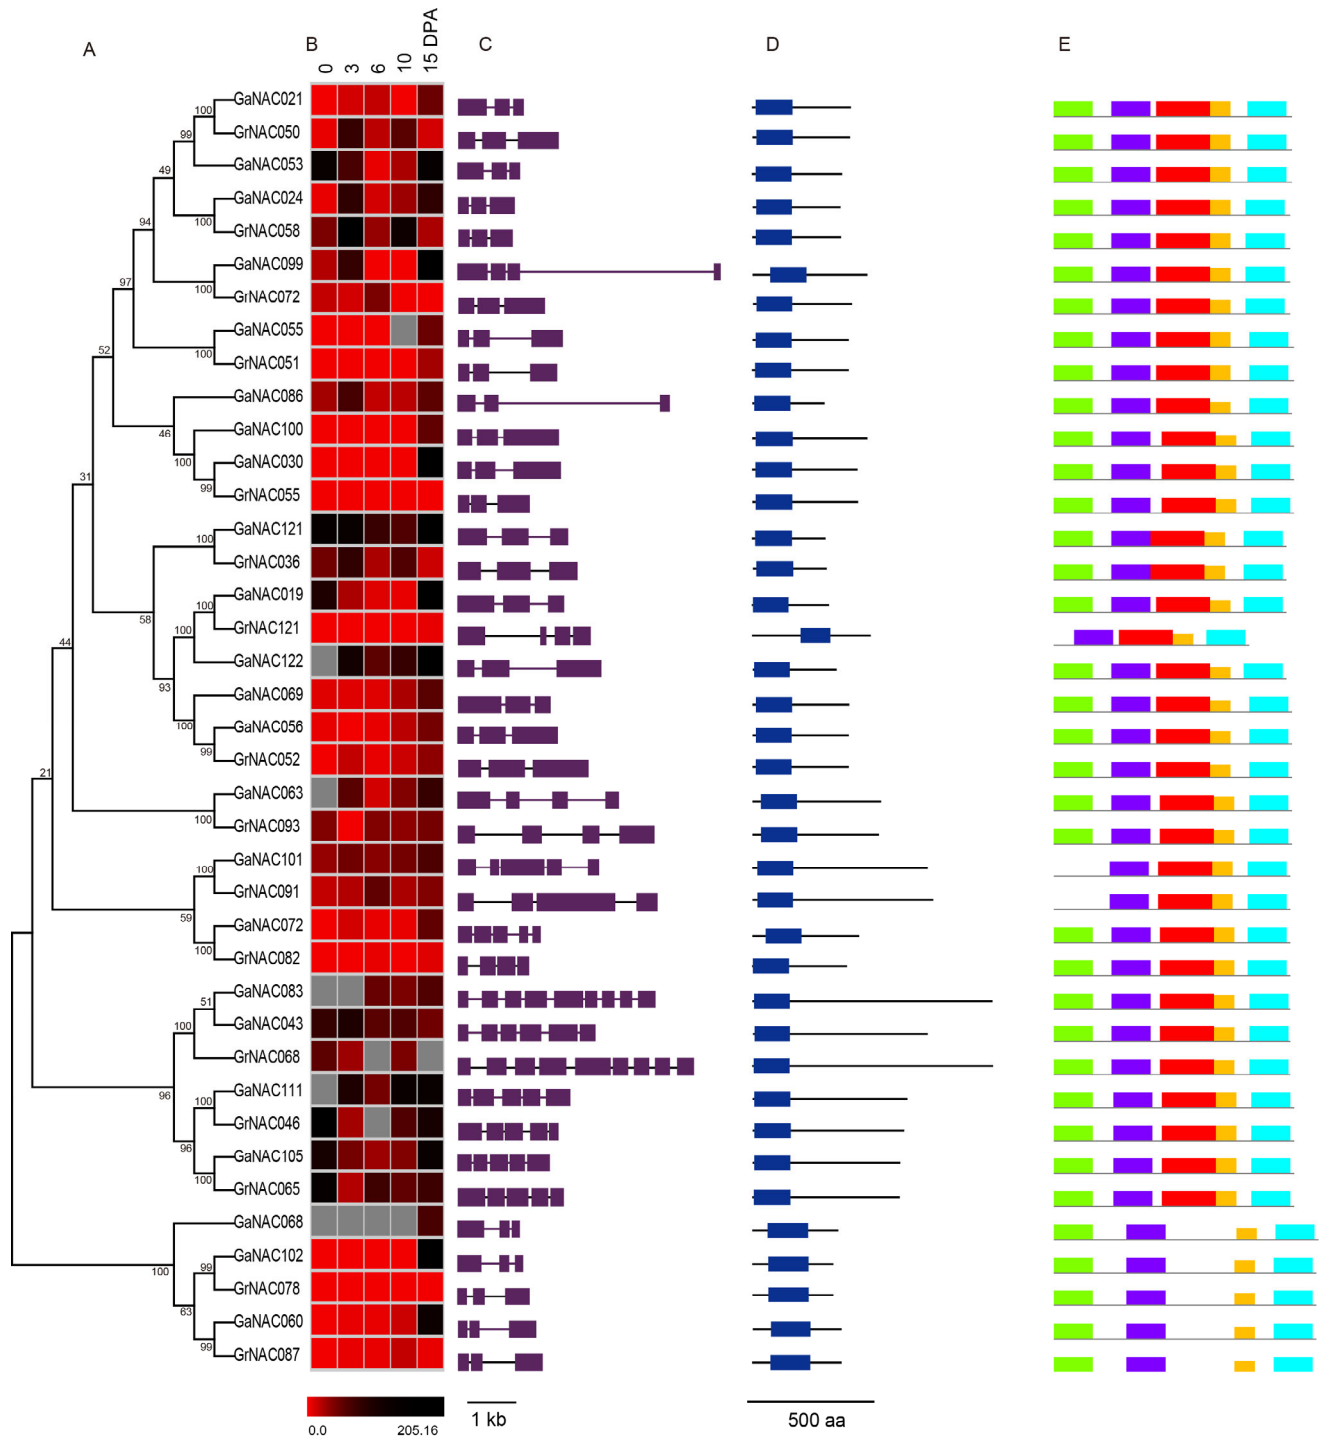 A
B
C
D
E
0
3
6
10
15 DPA
GaNAC021
GrNAC050
GaNAC053
GaNAC024
GrNAC058
GaNAC099
GrNAC072
GaNAC055
GrNAC051
GaNAC086
GaNAC100
GaNAC030
GrNAC055
GaNAC121
GrNAC036
GaNAC019
GrNAC121
GaNAC122
GaNAC069
GaNAC056
GrNAC052
GaNAC063
GrNAC093
GaNAC101
GrNAC091
GaNAC072
GrNAC082
GaNAC083
GaNAC043
GrNAC068
GaNAC111
GrNAC046
GaNAC105
GrNAC065
GaNAC068
GaNAC102
GrNAC078
GaNAC060
GrNAC087
100
99
49
100
94
97
100
52
100
46
100
99
31
100
58
100
100
44
93
100
99
21
100
100
59
100
51
100
96
100
96
100
100
99
63
99
0.0
205.16
1 kb
500 aa